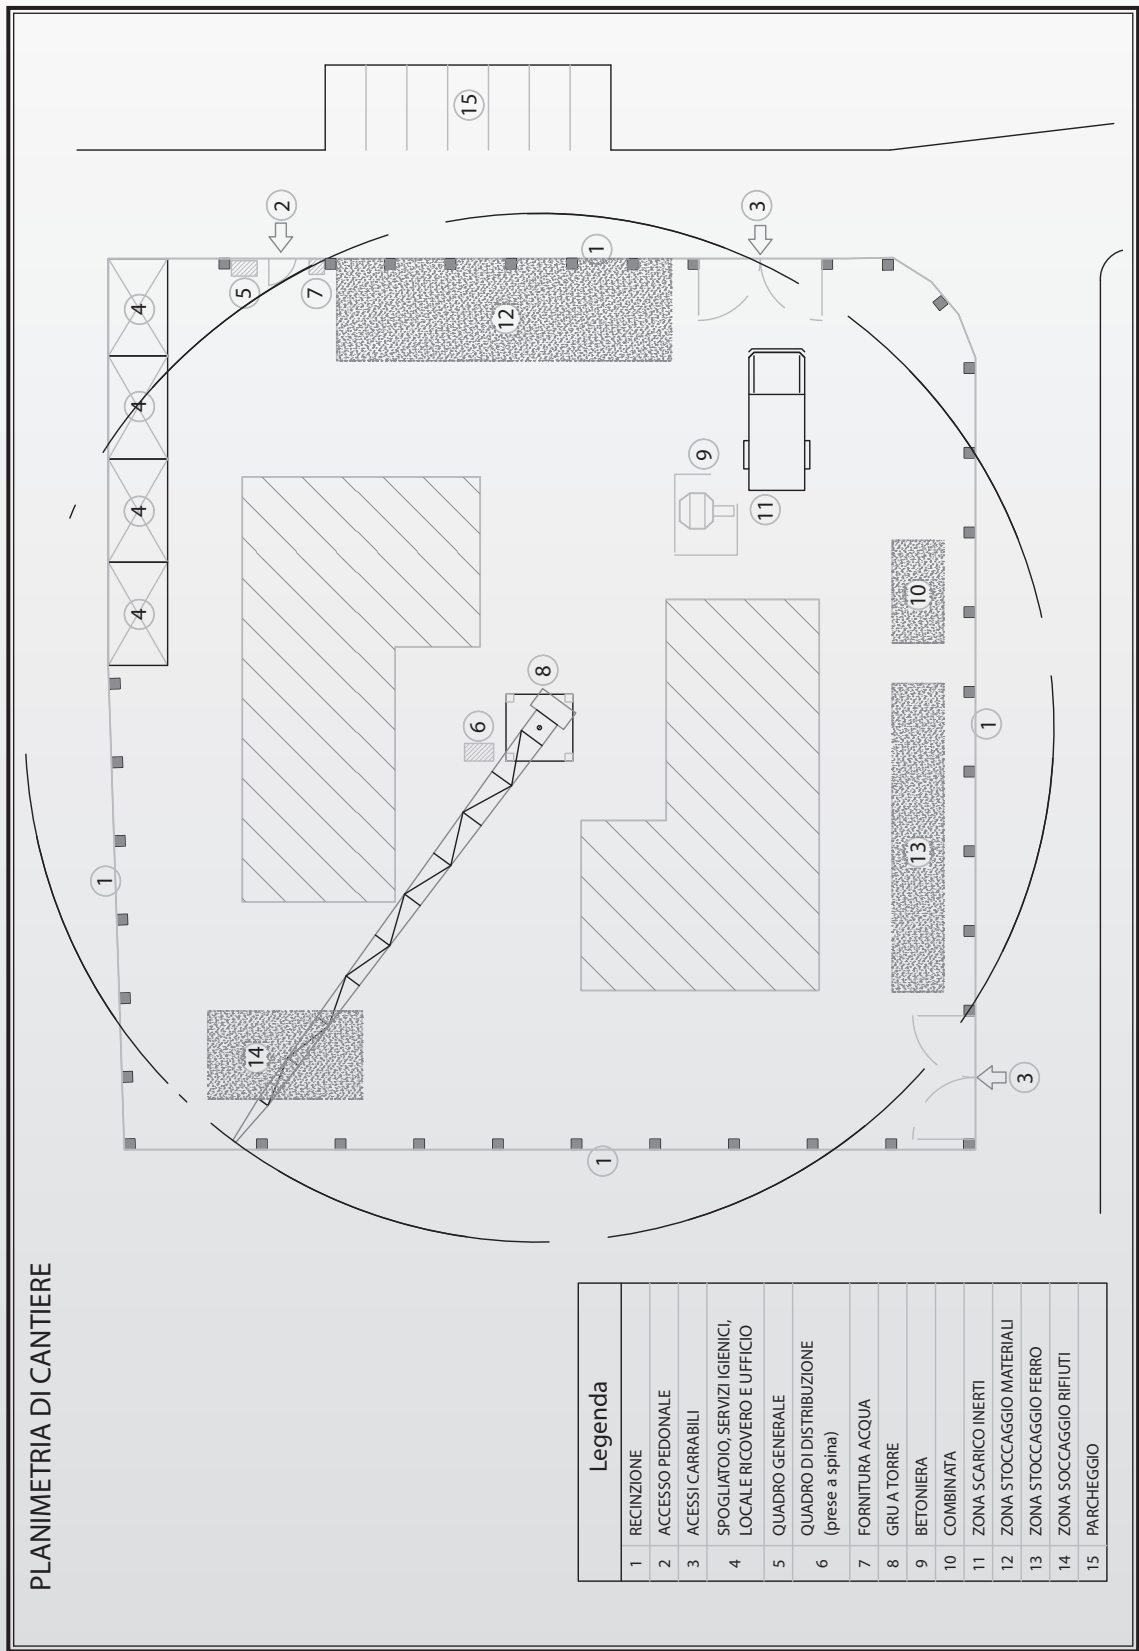 PLANIMETRIA DI CANTIERE
Legenda
1 RECINZIONE
2 ACCESSO PEDONALE
3 ACESSI CARRABILI
4 SPOGLIATOIO, SERVIZI IGIENICI,
LOCALE RICOVERO E UFFICIO
5 QUADRO GENERALE
6 QUADRO DI DISTRIBUZIONE
(prese a spina)
7 FORNITURA ACQUA
8 GRU A TORRE
9 BETONIERA
10 COMBINATA
11 ZONA SCARICO INERTI
12 ZONA STOCCAGGIO MATERIALI
13 ZONA STOCCAGGIO FERRO
14 ZONA SOCCAGGIO RIFIUTI
15 PARCHEGGIO
1
14
4
4
4
4
5
7
2
6
8
12
1
15
1
13
10
11
9
3
3
1